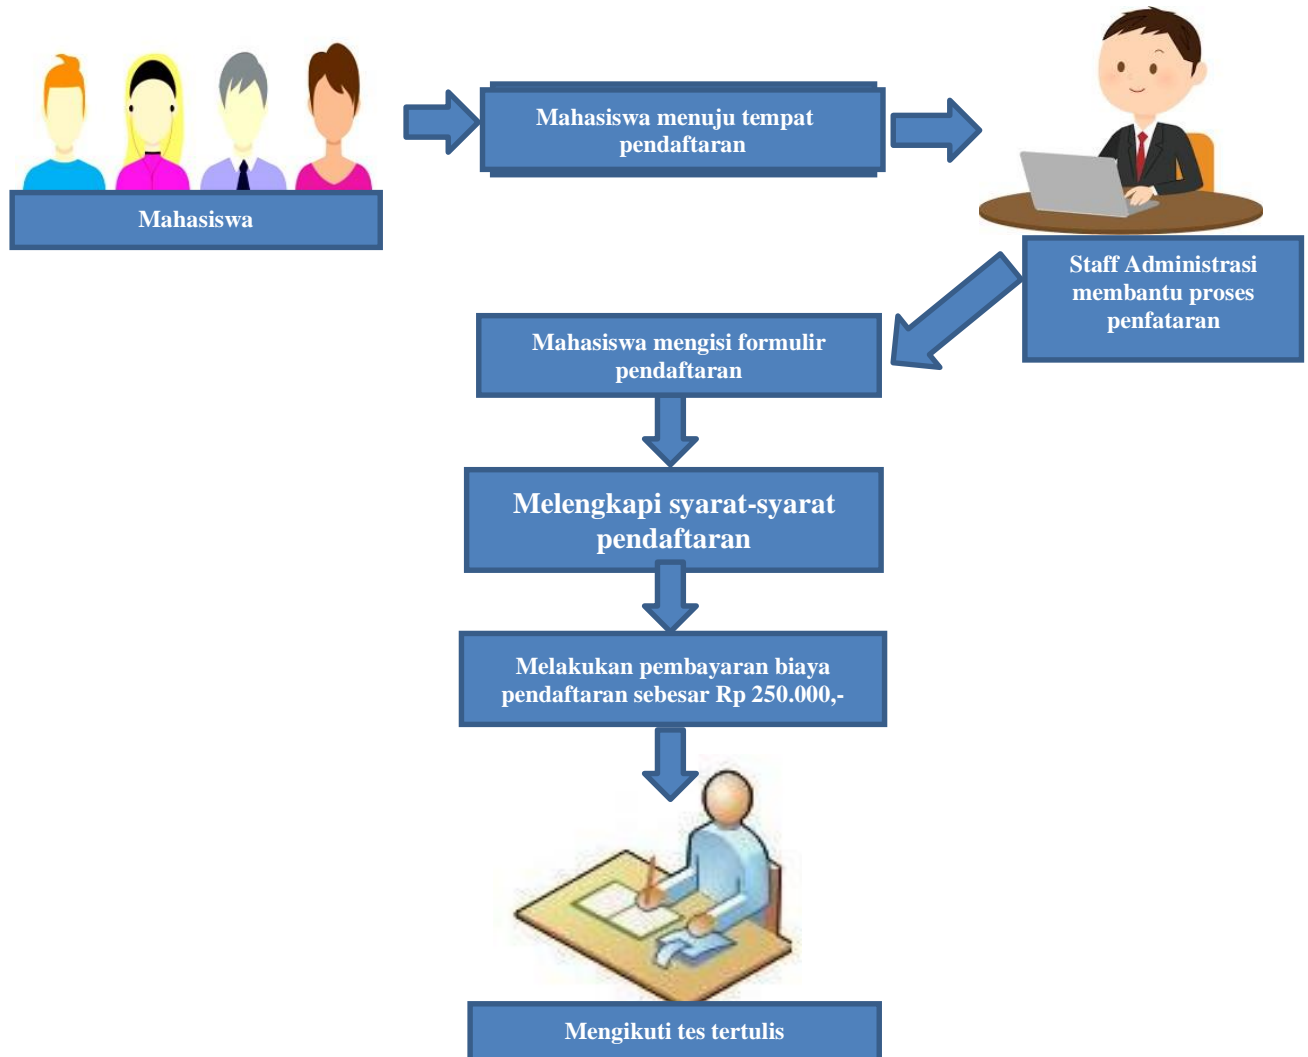 Mahasiswa
Mahasiswa menuju tempat
pendaftaran
Staff Administrasi
membantu proses
penfataran
Mahasiswa mengisi formulir
pendaftaran
Melengkapi syarat-syarat
pendaftaran
Melakukan pembayaran biaya
pendaftaran sebesar Rp 250.000,-
Mengikuti tes tertulis